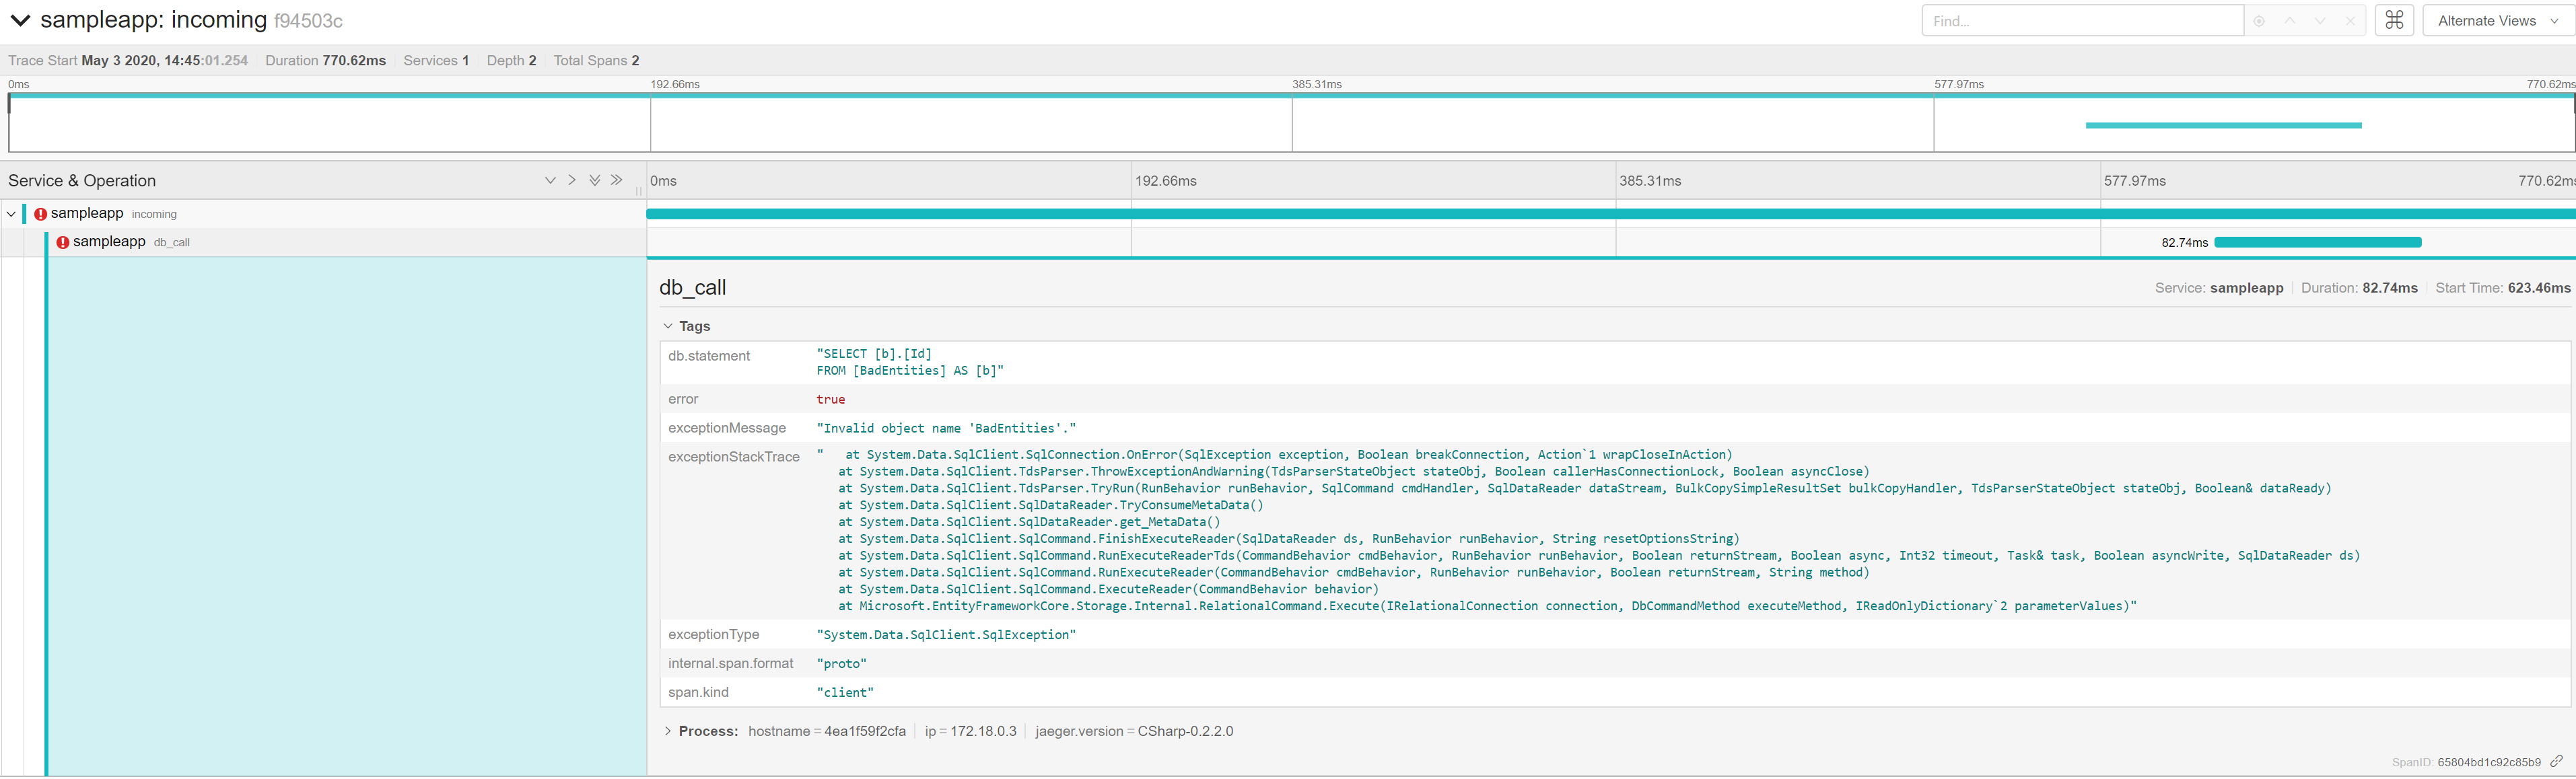 sampleapp: incoming f94503c
Find...
Alternate Views
Trace Start May 3 2020, 14:45:01.254 Duration 770.62ms Services 1 Depth 2 Total Spans 2
0ms 192.66ms 385.31ms 577.97ms 770.62ms
Service & Operation 0ms 192.66ms 385.31ms 577.97ms 770.62ms
sampleapp incoming
sampleapp db_call 82.74ms
db_call Service: sampleapp Duration: 82.74ms Start Time: 623.46ms
Tags
db.statement "SELECT [b].[Id]
FROM [BadEntities] AS [b]"
error true
exceptionMessage "Invalid object name 'BadEntities'."
exceptionStackTrace " at System.Data.SqlClient.SqlConnection.OnError(SqlException exception, Boolean breakConnection, Action`1 wrapCloseInAction)
at System.Data.SqlClient.TdsParser.ThrowExceptionAndWarning(TdsParserStateObject stateObj, Boolean callerHasConnectionLock, Boolean asyncClose)
at System.Data.SqlClient.TdsParser.TryRun(RunBehavior runBehavior, SqlCommand cmdHandler, SqlDataReader dataStream, BulkCopySimpleResultSet bulkCopyHandler, TdsParserStateObject stateObj, Boolean& dataReady)
at System.Data.SqlClient.SqlDataReader.TryConsumeMetaData()
at System.Data.SqlClient.SqlDataReader.get_MetaData()
at System.Data.SqlClient.SqlCommand.FinishExecuteReader(SqlDataReader ds, RunBehavior runBehavior, String resetOptionsString)
at System.Data.SqlClient.SqlCommand.RunExecuteReaderTds(CommandBehavior cmdBehavior, RunBehavior runBehavior, Boolean returnStream, Boolean async, Int32 timeout, Task& task, Boolean asyncWrite, SqlDataReader ds)
at System.Data.SqlClient.SqlCommand.RunExecuteReader(CommandBehavior cmdBehavior, RunBehavior runBehavior, Boolean returnStream, String method)
at System.Data.SqlClient.SqlCommand.ExecuteReader(CommandBehavior behavior)
at Microsoft.EntityFrameworkCore.Storage.Internal.RelationalCommand.Execute(IRelationalConnection connection, DbCommandMethod executeMethod, IReadOnlyDictionary`2 parameterValues)"
exceptionType "System.Data.SqlClient.SqlException"
internal.span.format "proto"
span.kind "client"
Process: hostname = 4ea1f59f2cfa ip = 172.18.0.3 jaeger.version = CSharp-0.2.2.0
SpanID: 65804bd1c92c85b9